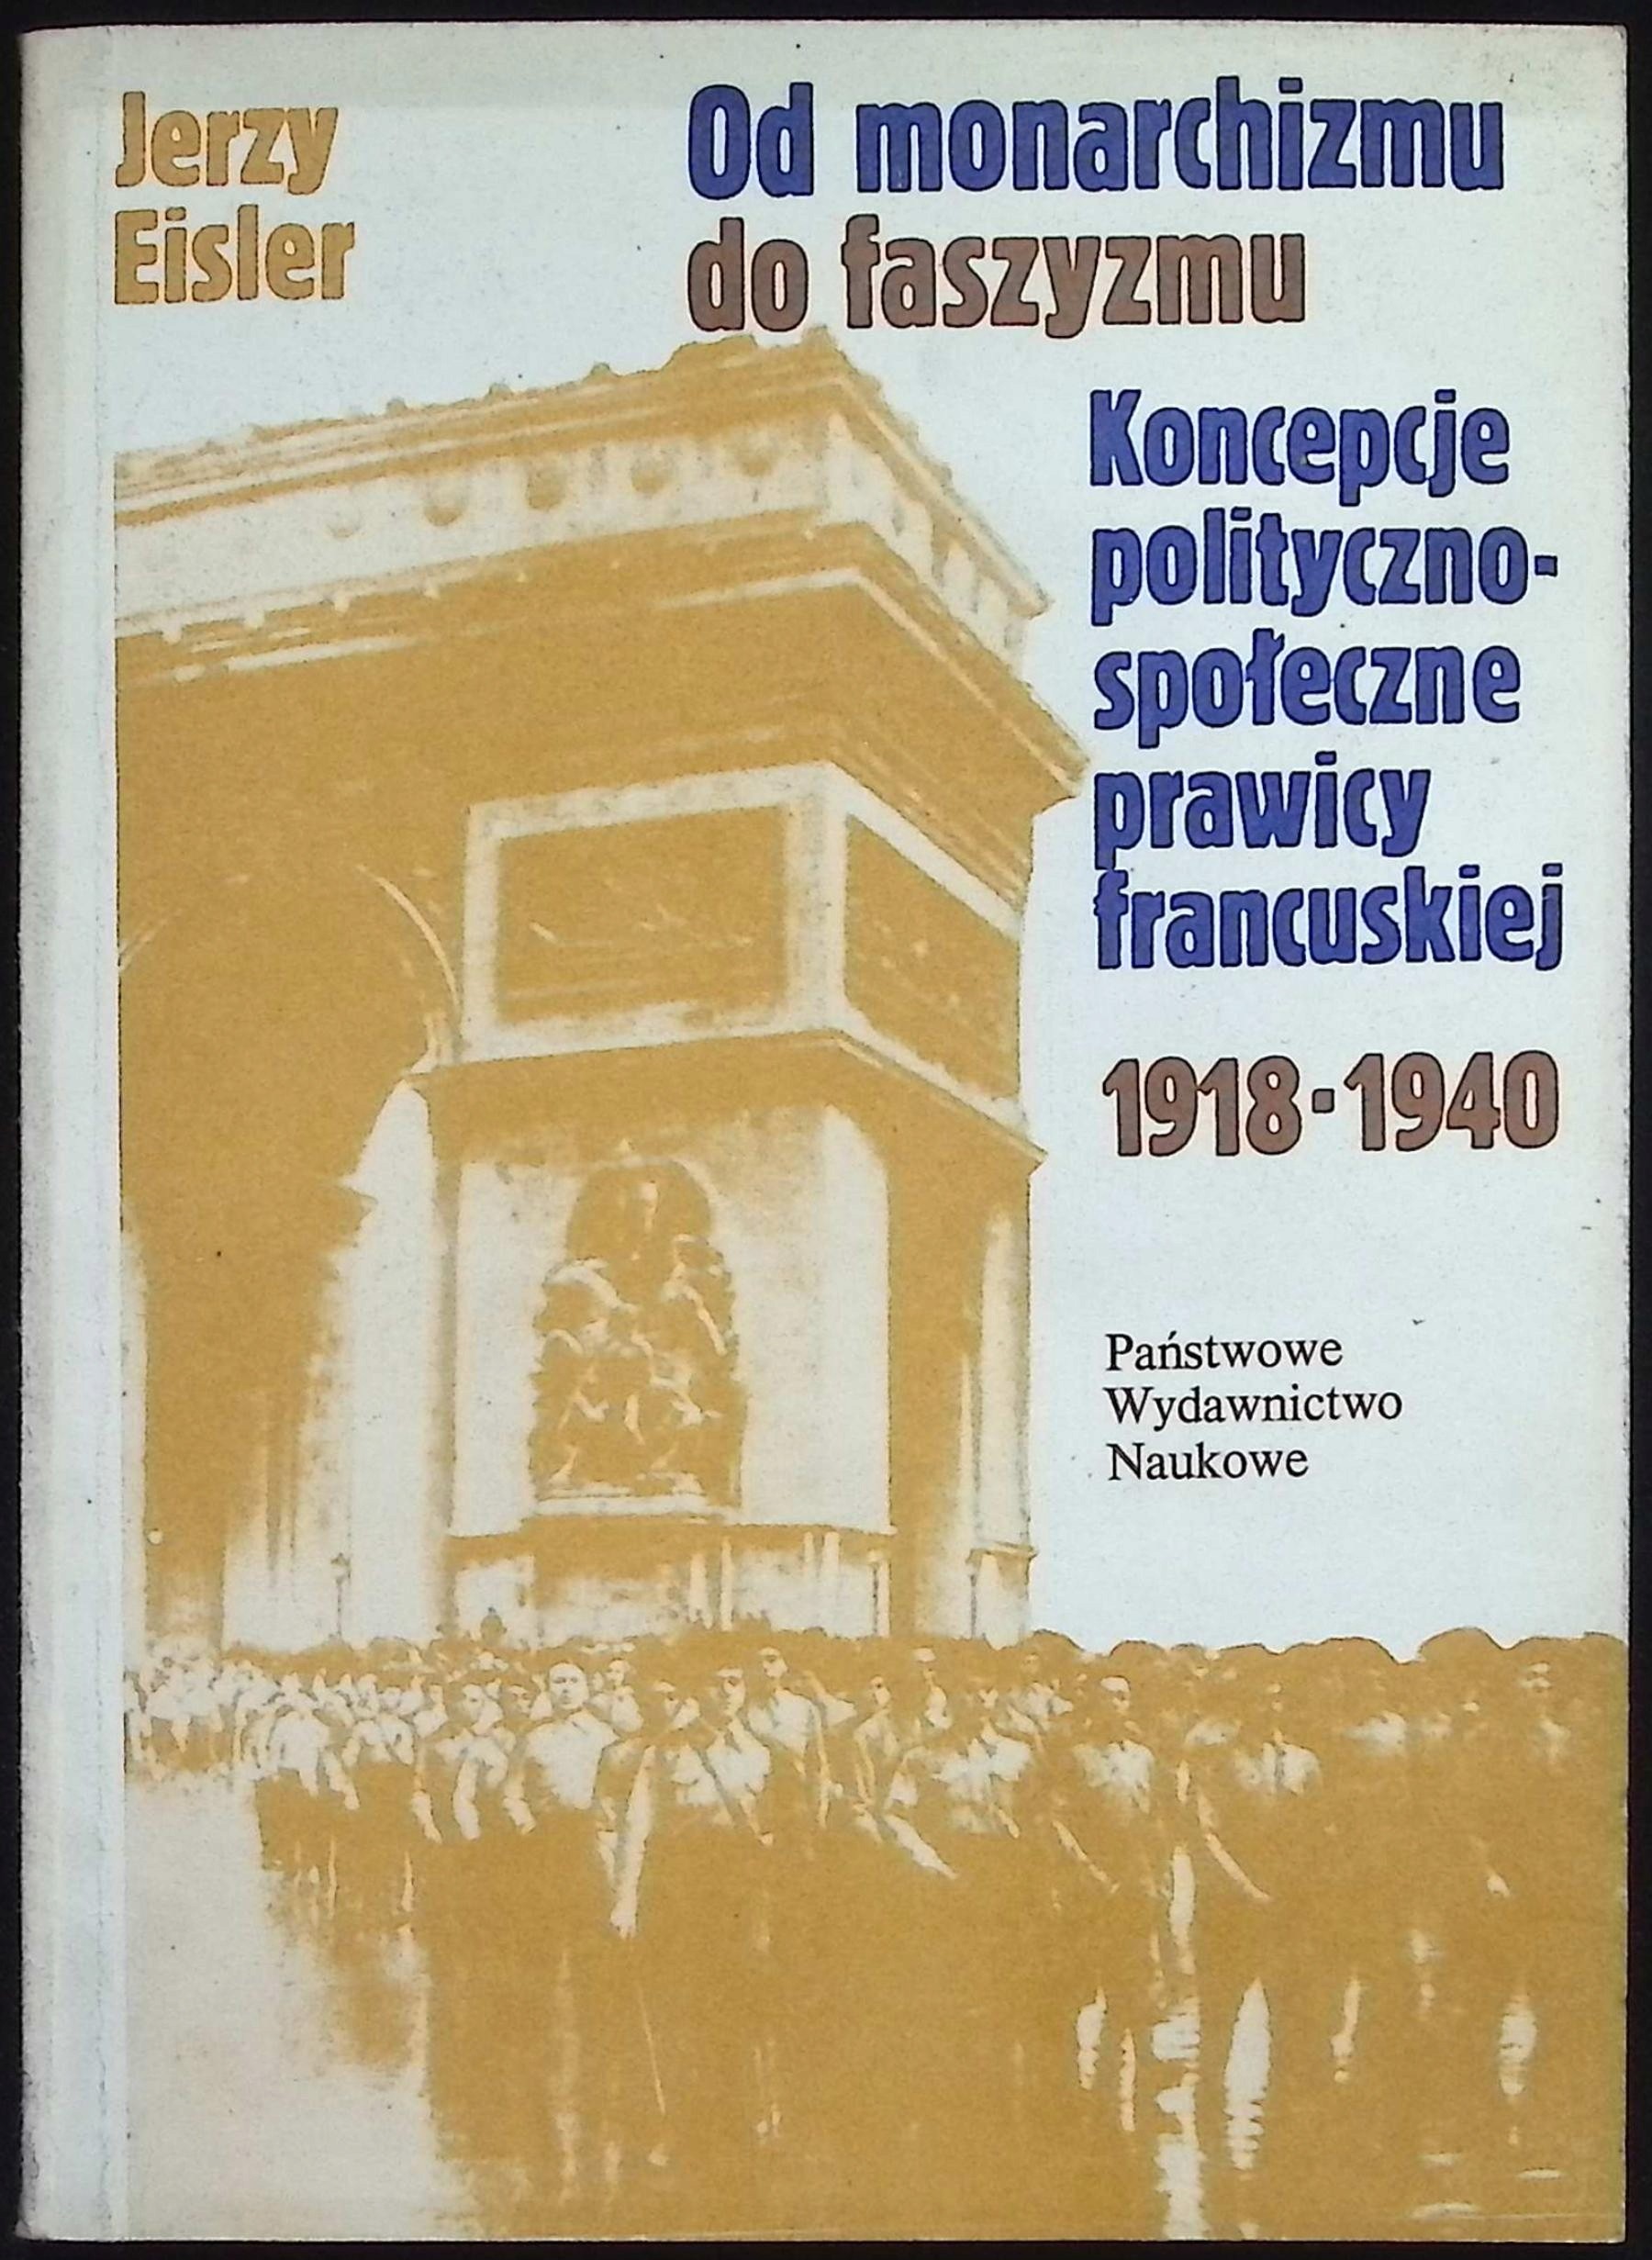 Jerzy
Eisler
Od monarchizmu
do faszyzmu
Koncepcje
polityczno-
społeczne
prawicy
francuskiej
1918-1940
Państwowe
Wydawnictwo
Naukowe